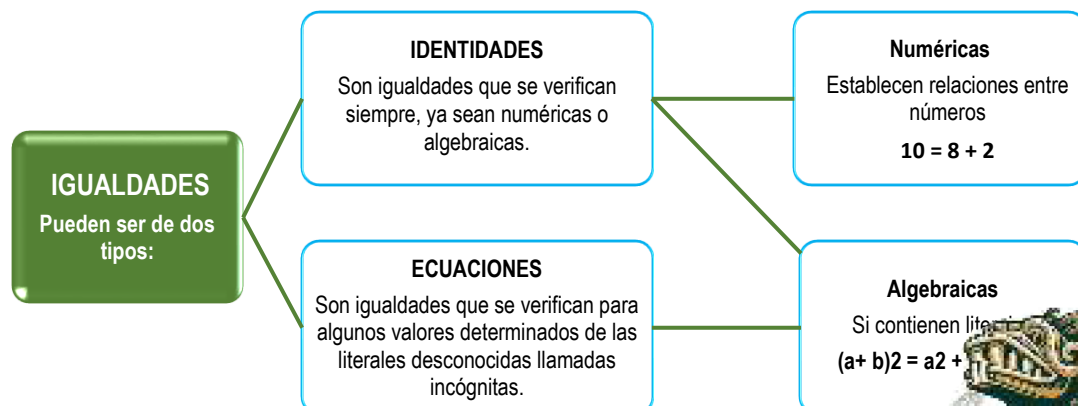 IGUALDADES
Pueden ser de dos
tipos:
IDENTIDADES
Son igualdades que se verifican
siempre, ya sean numéricas o
algebraicas.
ECUACIONES
Son igualdades que se verifican para
algunos valores determinados de las
literales desconocidas llamadas
incógnitas.
Numéricas
Establecen relaciones entre
números
10 = 8 + 2
Algebraicas
Si contienen
(a+ b)2 = a2 +